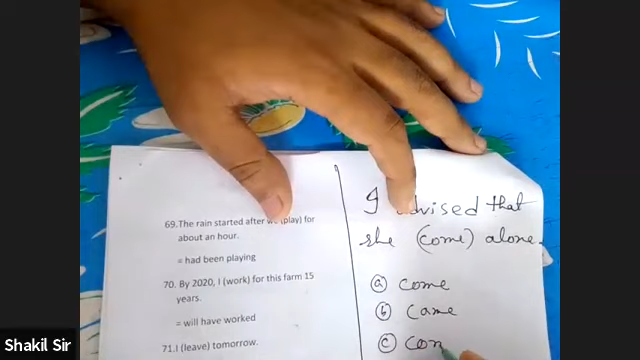 69.The rain started after we (play) for
about an hour.
= had been playing
70. By 2020, I (work) for this farm 15
years.
= will have worked
71.I (leave) tomorrow.
I advised that
she (come) alone.
(a) come
(b) came
(c) com
Shakil Sir